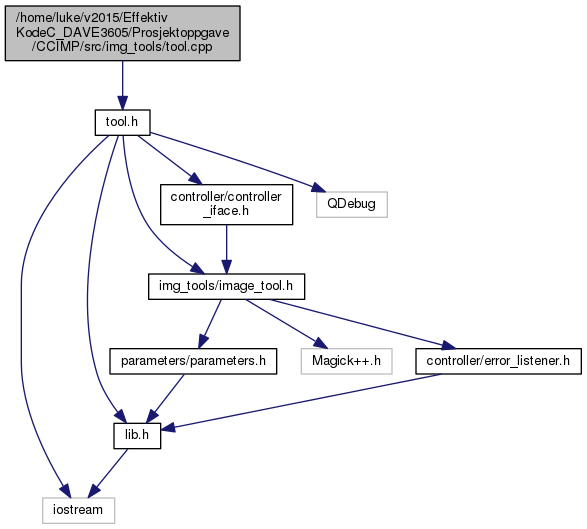 /home/luke/v2015/Effektiv
KodeC_DAVE3605/Prosjektoppgave
/CCIMP/src/img_tools/tool.cpp
tool.h
controller/controller
_iface.h
QDebug
img_tools/image_tool.h
parameters/parameters.h
Magick++.h
controller/error_listener.h
lib.h
iostream